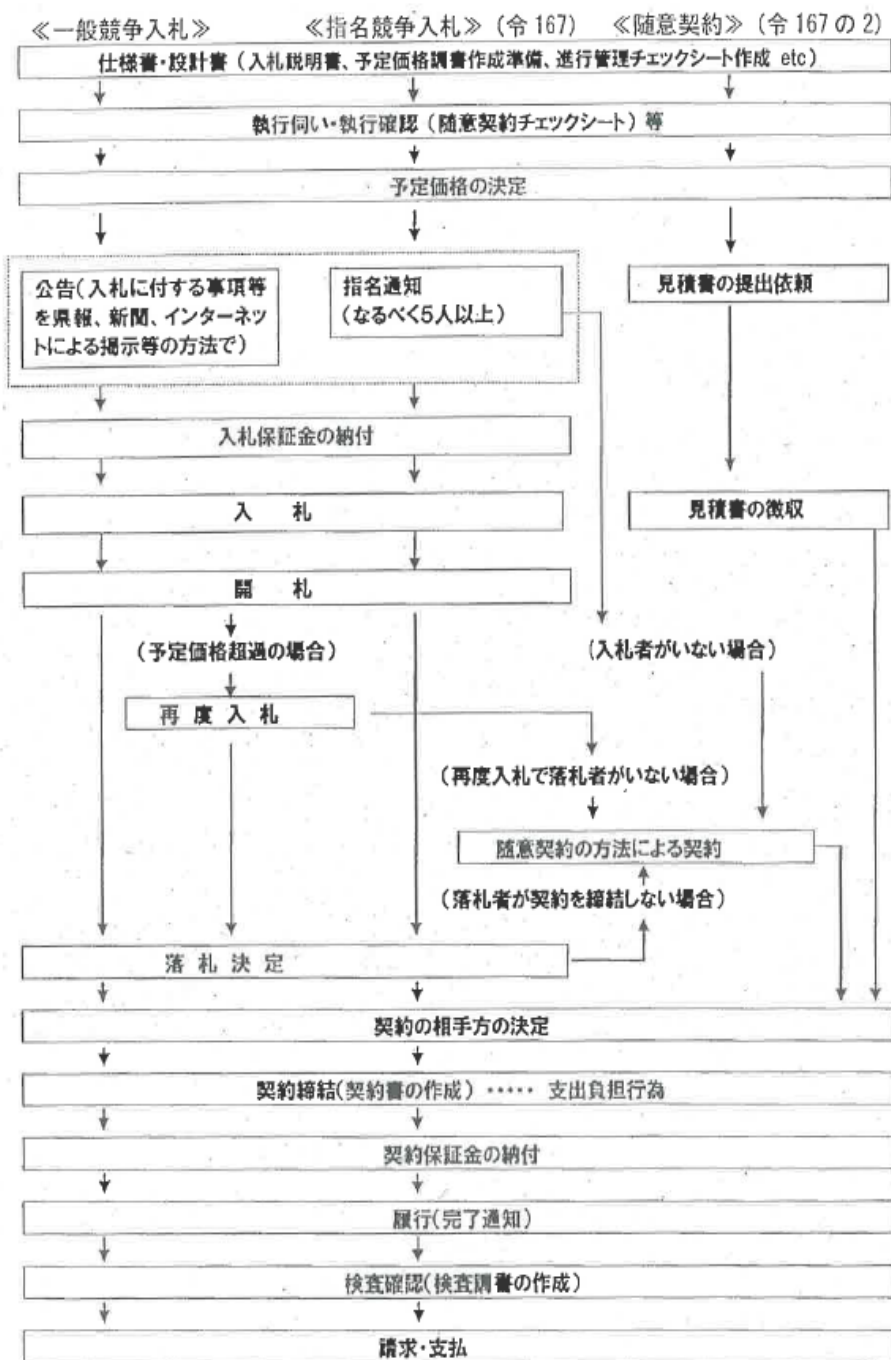 ≪一般競争入札≫　≪指名競争入札≫（令167）　≪随意契約≫（令167の2）
仕様書・設計書（入札説明書、予定価格調書作成準備、進行管理チェックシート作成 etc）
執行伺い・執行確認（随意契約チェックシート）等
予定価格の決定
公告（入札に付する事項等
を県報、新聞、インターネッ
トによる掲示等の方法で）
指名通知
（なるべく5人以上）
見積書の提出依頼
入札保証金の納付
入　札
見積書の徴収
開　札
（予定価格超過の場合）
（入札者がいない場合）
再 度 入 札
（再度入札で落札者がいない場合）
随意契約の方法による契約
（落札者が契約を締結しない場合）
落 札 決 定
契約の相手方の決定
契約締結（契約書の作成）・・・・・ 支出負担行為
契約保証金の納付
履行（完了通知）
検査確認（検査調書の作成）
請求・支払